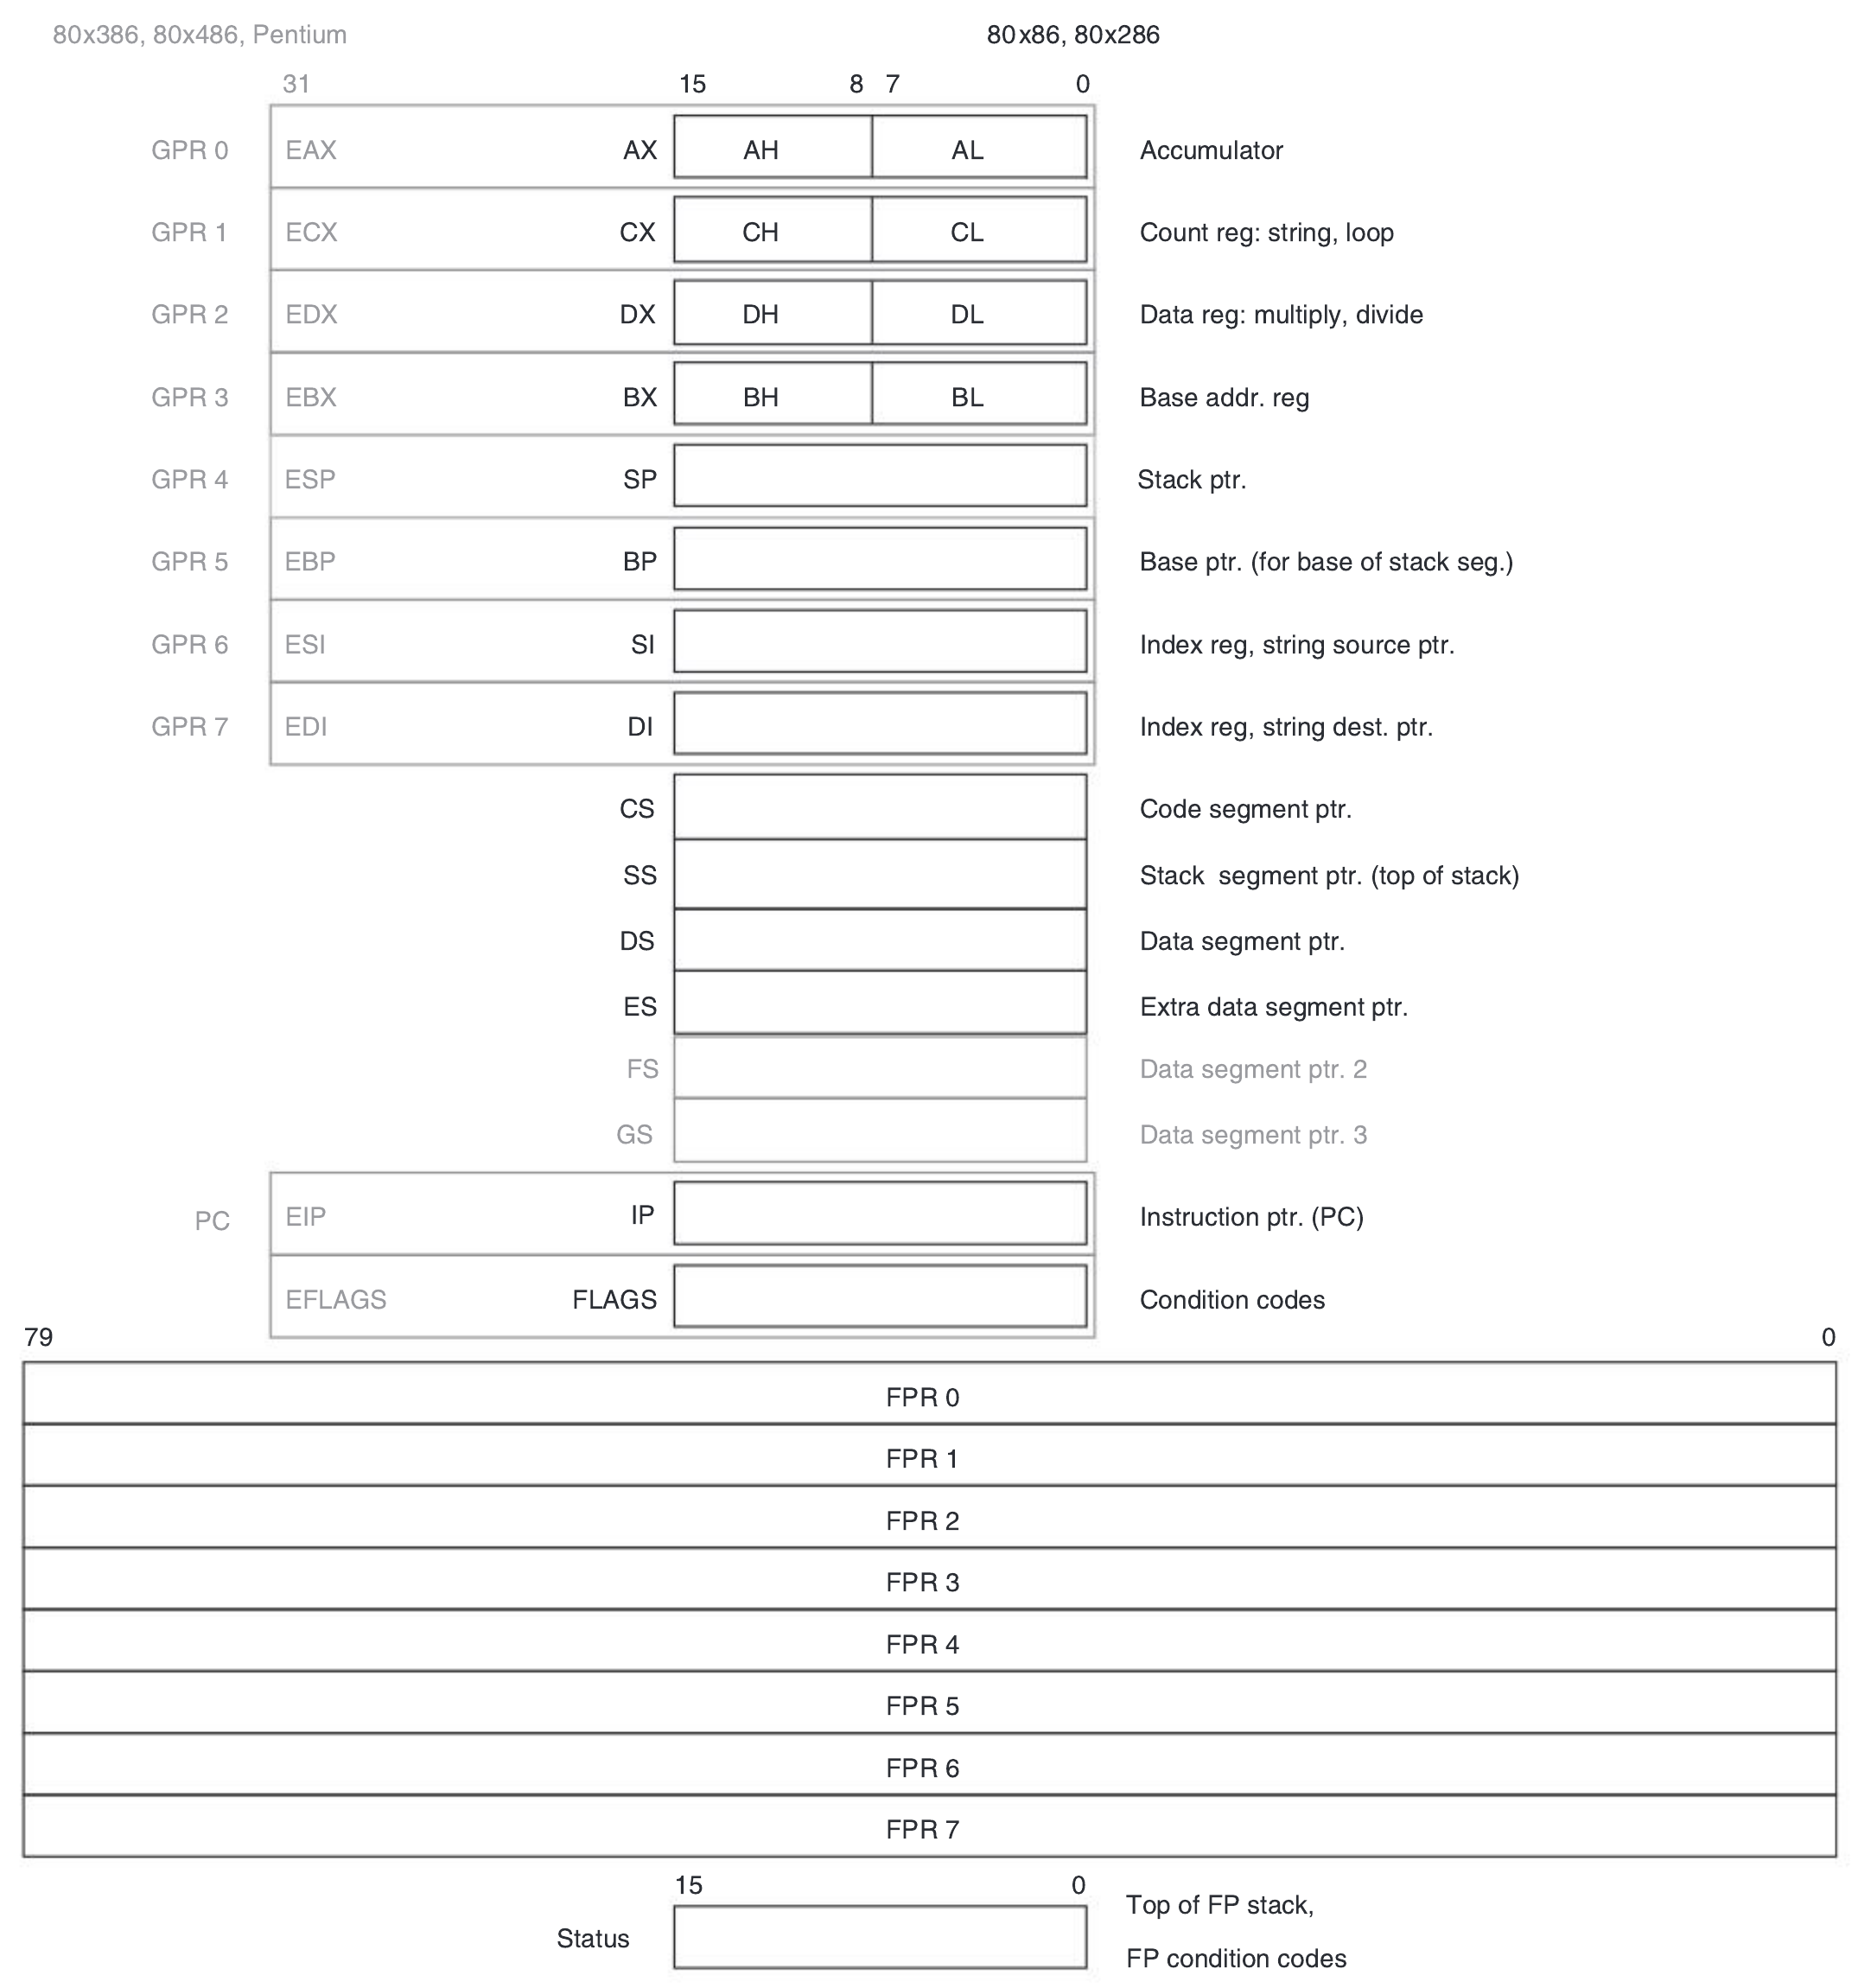 80x386, 80x486, Pentium 80x86, 80x286
31 15 8 7 0
GPR 0 EAX AX AH AL Accumulator
GPR 1 ECX CX CH CL Count reg: string, loop
GPR 2 EDX DX DH DL Data reg: multiply, divide
GPR 3 EBX BX BH BL Base addr. reg
GPR 4 ESP SP Stack ptr.
GPR 5 EBP BP Base ptr. (for base of stack seg.)
GPR 6 ESI SI Index reg, string source ptr.
GPR 7 EDI DI Index reg, string dest. ptr.
CS Code segment ptr.
SS Stack segment ptr. (top of stack)
DS Data segment ptr.
ES Extra data segment ptr.
FS Data segment ptr. 2
GS Data segment ptr. 3
PC EIP IP Instruction ptr. (PC)
EFLAGS FLAGS Condition codes
79 0
FPR 0
FPR 1
FPR 2
FPR 3
FPR 4
FPR 5
FPR 6
FPR 7
15 0
Status Top of FP stack,
FP condition codes